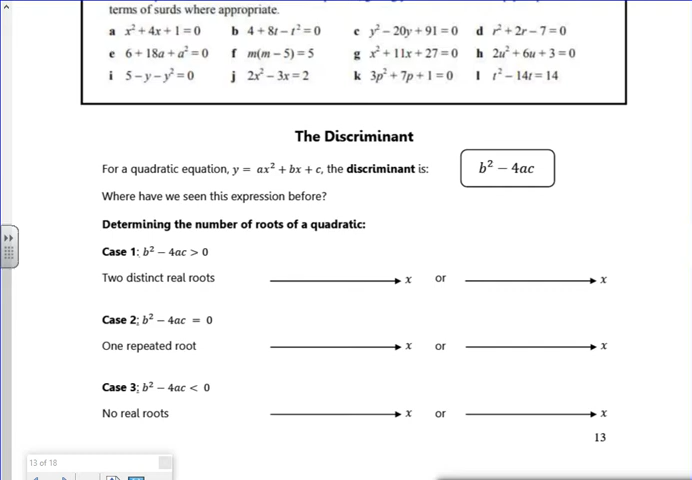 terms of surds where appropriate.
a x² + 4x + 1 = 0 b 4 + 8t − t² = 0 c y² − 20y + 91 = 0 d r² + 2r − 7 = 0
e 6 + 18a + a² = 0 f m(m − 5) = 5 g x² + 11x + 27 = 0 h 2u² + 6u + 3 = 0
i 5 − y − y² = 0 j 2x² − 3x = 2 k 3p² + 7p + 1 = 0 l t² − 14t = 14
The Discriminant
For a quadratic equation, y = ax² + bx + c, the discriminant is: b² − 4ac
Where have we seen this expression before?
Determining the number of roots of a quadratic:
Case 1: b² − 4ac > 0
Two distinct real roots x or x
Case 2: b² − 4ac = 0
One repeated root x or x
Case 3: b² − 4ac < 0
No real roots x or x
13
13 of 18